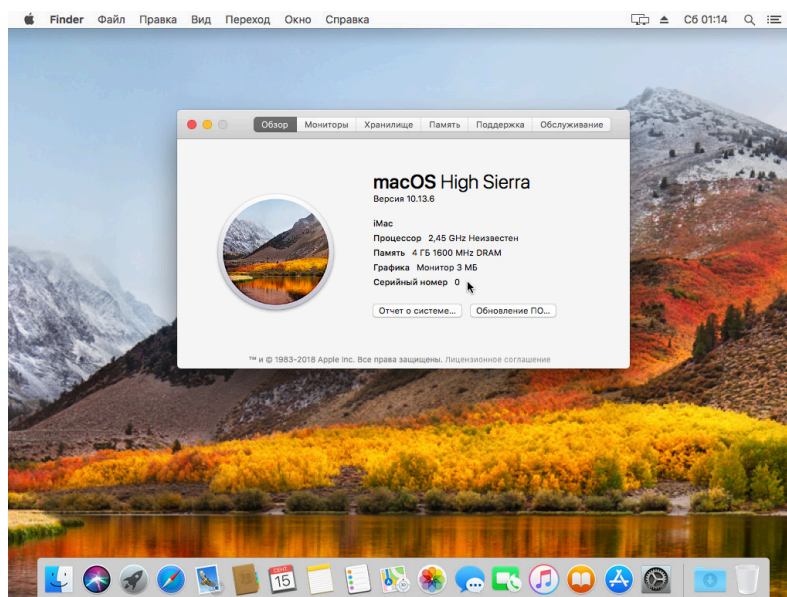 Finder Файл Правка Вид Переход Окно Справка Сб 01:14
Обзор Мониторы Хранилище Память Поддержка Обслуживание
macOS High Sierra
Версия 10.13.6
iMac
Процессор 2,45 GHz Неизвестен
Память 4 ГБ 1600 MHz DRAM
Графика Монитор 3 МБ
Серийный номер 0
Отчет о системе... Обновление ПО...
™ и © 1983-2018 Apple Inc. Все права защищены. Лицензионное соглашение
СЕНТ.
15